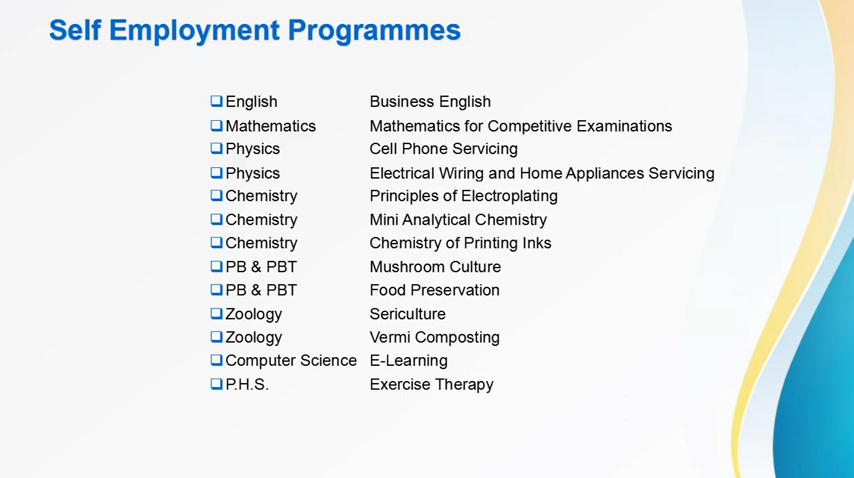 Self Employment Programmes
❑ English Business English
❑ Mathematics Mathematics for Competitive Examinations
❑ Physics Cell Phone Servicing
❑ Physics Electrical Wiring and Home Appliances Servicing
❑ Chemistry Principles of Electroplating
❑ Chemistry Mini Analytical Chemistry
❑ Chemistry Chemistry of Printing Inks
❑ PB & PBT Mushroom Culture
❑ PB & PBT Food Preservation
❑ Zoology Sericulture
❑ Zoology Vermi Composting
❑ Computer Science E-Learning
❑ P.H.S. Exercise Therapy